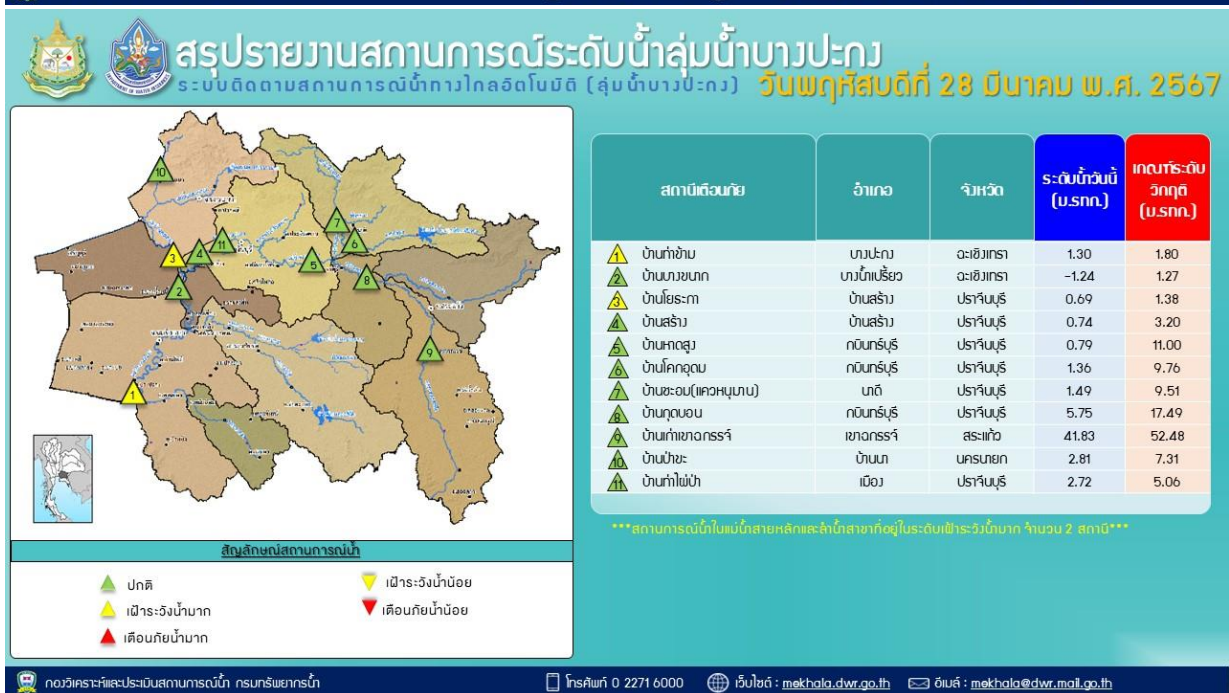 สรุปรายงานสถานการณ์ระดับน้ำลุ่มน้ำบางปะกง
ระบบติดตามสถานการณ์น้ำทางไกลอัตโนมัติ (ลุ่มน้ำบางปะกง) วันพฤหัสบดีที่ 28 มีนาคม พ.ศ. 2567
สถานีเตือนภัย อำเภอ จังหวัด ระดับน้ำวันนี้ (ม.รทก.) เกณฑ์ระดับวิกฤติ (ม.รทก.)
1 บ้านท่าข้าม บางปะกง ฉะเชิงเทรา 1.30 1.80
2 บ้านบางขนาก บางน้ำเปรี้ยว ฉะเชิงเทรา -1.24 1.27
3 บ้านโยธะกา บ้านสร้าง ปราจีนบุรี 0.69 1.38
4 บ้านสร้าง บ้านสร้าง ปราจีนบุรี 0.74 3.20
5 บ้านหาดสูง กบินทร์บุรี ปราจีนบุรี 0.79 11.00
6 บ้านโคกอุดม กบินทร์บุรี ปราจีนบุรี 1.36 9.76
7 บ้านชะอม(แควหนุมาน) นาดี ปราจีนบุรี 1.49 9.51
8 บ้านกุดบอน กบินทร์บุรี ปราจีนบุรี 5.75 17.49
9 บ้านเก่าเขาฉกรรจ์ เขาฉกรรจ์ สระแก้ว 41.83 52.48
10 บ้านป่าขะ บ้านนา นครนายก 2.81 7.31
11 บ้านท่าไผ่ป่า เมือง ปราจีนบุรี 2.72 5.06
***สถานการณ์น้ำในแม่น้ำสายหลักและลำน้ำสาขาที่อยู่ในระดับเฝ้าระวังน้ำมาก จำนวน 2 สถานี***
10
7
11
6
3
4
5
8
2
9
1
สัญลักษณ์สถานการณ์น้ำ
ปกติ
เฝ้าระวังน้ำน้อย
เฝ้าระวังน้ำมาก
เตือนภัยน้ำน้อย
เตือนภัยน้ำมาก
กองวิเคราะห์และประเมินสถานการณ์น้ำ กรมทรัพยากรน้ำ โทรศัพท์ 0 2271 6000 เว็บไซต์ : mekhala.dwr.go.th อีเมล์ : mekhala@dwr.mail.go.th